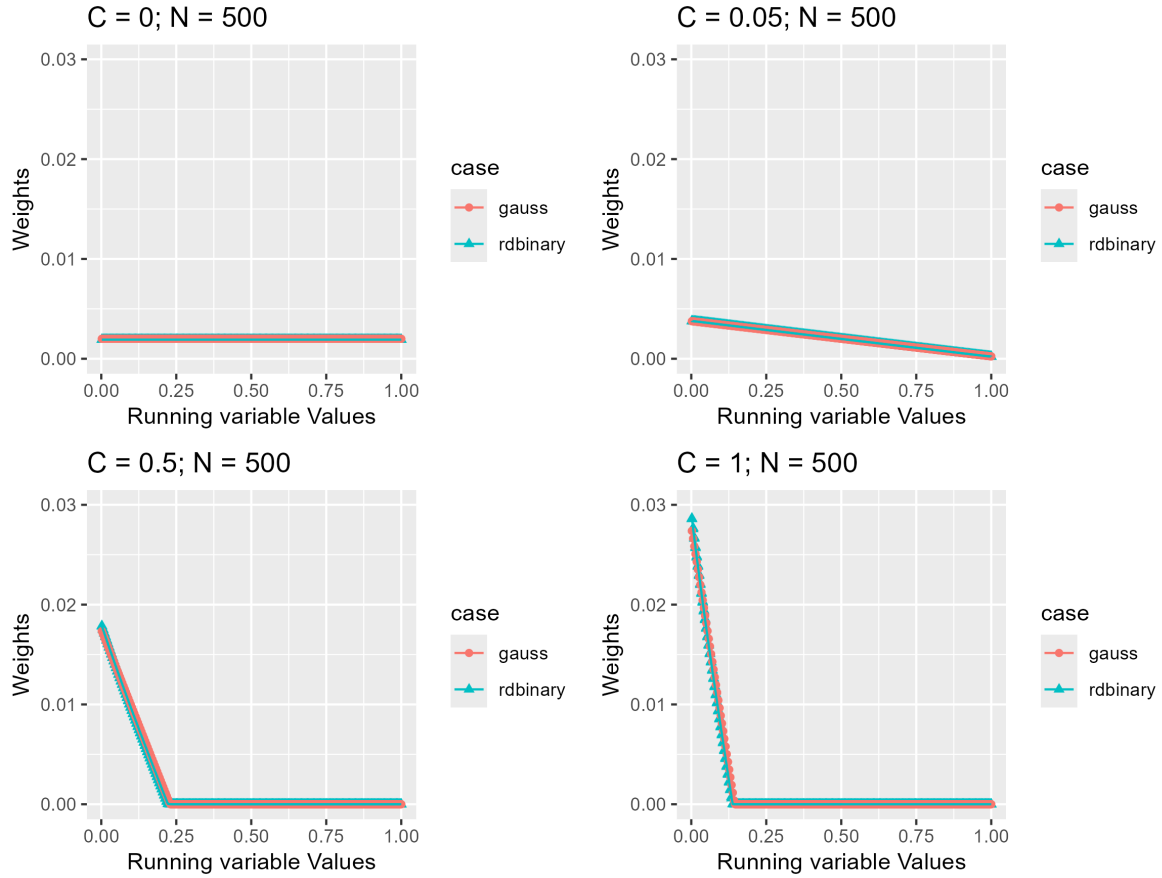 C = 0; N = 500
0.03
0.02
0.01
0.00
Weights
0.00 0.25 0.50 0.75 1.00
Running variable Values
case
gauss
rdbinary
C = 0.05; N = 500
0.03
0.02
0.01
0.00
Weights
0.00 0.25 0.50 0.75 1.00
Running variable Values
case
gauss
rdbinary
C = 0.5; N = 500
0.03
0.02
0.01
0.00
Weights
0.00 0.25 0.50 0.75 1.00
Running variable Values
case
gauss
rdbinary
C = 1; N = 500
0.03
0.02
0.01
0.00
Weights
0.00 0.25 0.50 0.75 1.00
Running variable Values
case
gauss
rdbinary